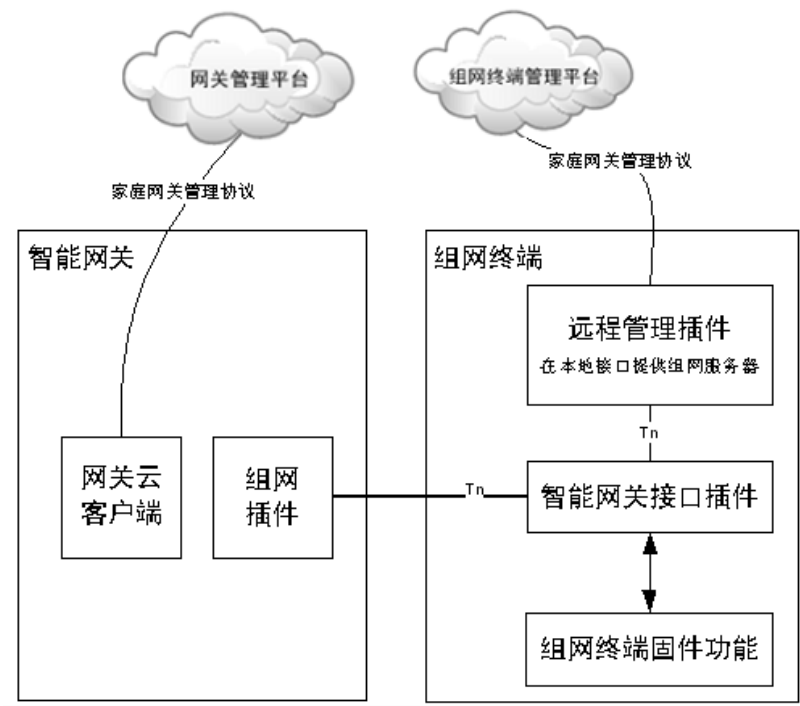 网关管理平台
组网终端管理平台
家庭网关管理协议
家庭网关管理协议
智能网关
组网终端
远程管理插件
在本地接口提供组网服务器
Tn
网关云
客户端
组网
插件
Tn
智能网关接口插件
组网终端固件功能